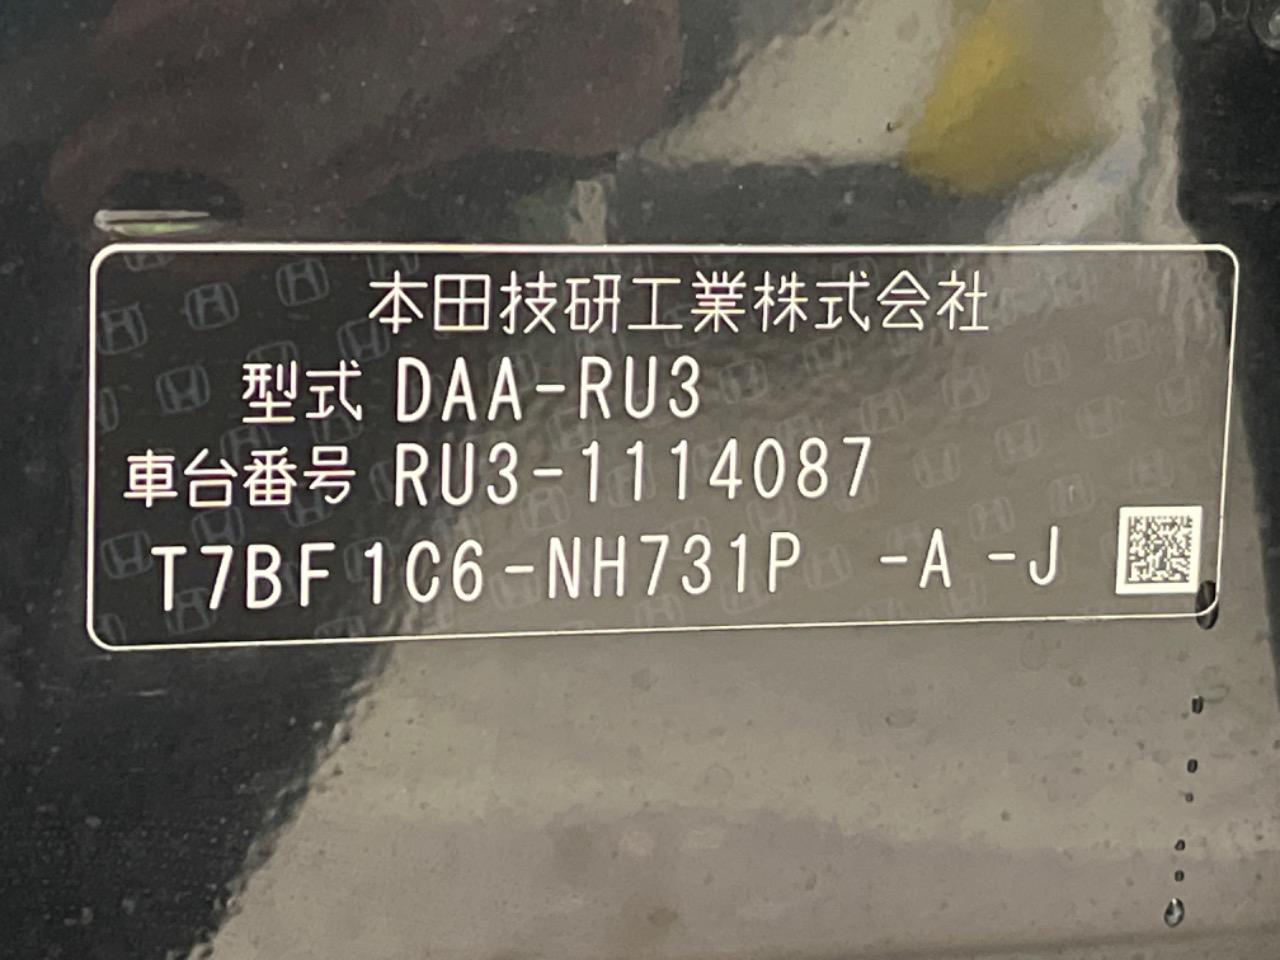 本田技研工業株式会社
型式 DAA-RU3
車台番号 RU3-1114087
T7BF1C6-NH731P -A -J